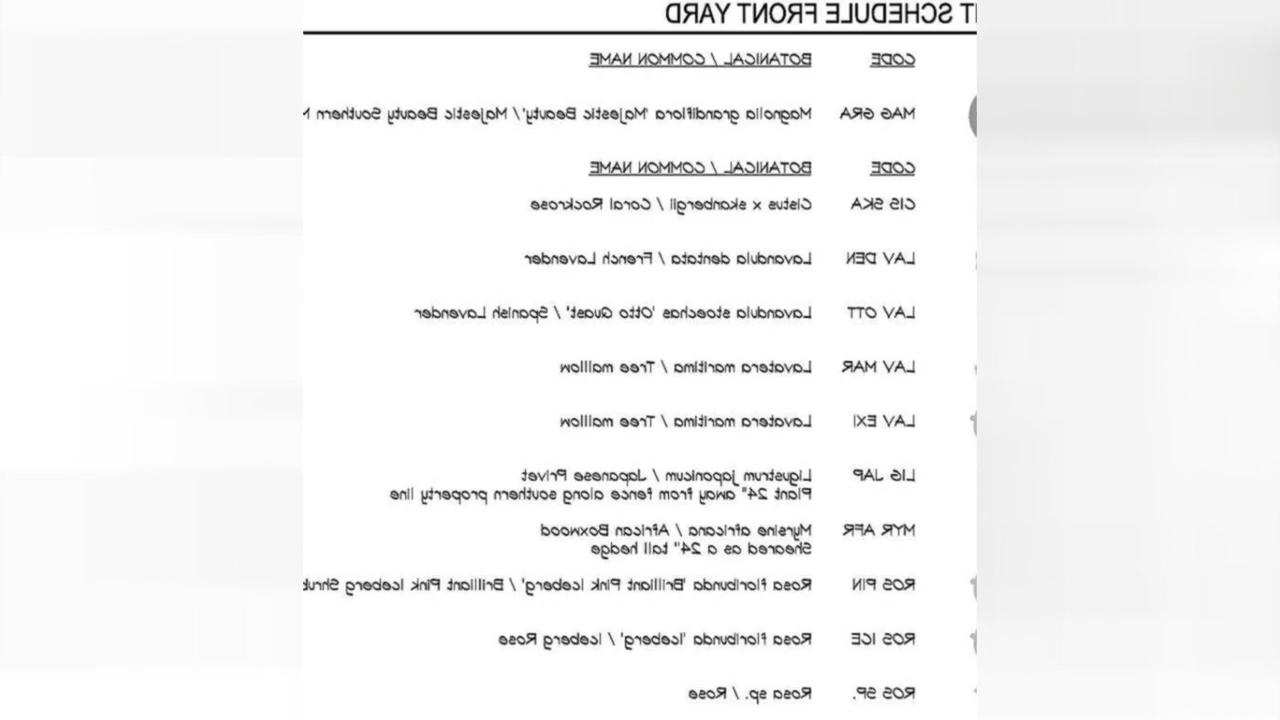 T SCHEDULE FRONT YARD
CODE BOTANICAL / COMMON NAME
MAG GRA Magnolia grandiflora 'Majestic Beauty' / Majestic Beauty Southern
CODE BOTANICAL / COMMON NAME
CIS SKA Cistus x skanbergii / Coral Rockrose
LAV DEN Lavandula dentata / French Lavender
LAV OTT Lavandula stoechas 'Otto Quast' / Spanish Lavender
LAV MAR Lavatera maritima / Tree malllow
LAV EXI Lavatera maritima / Tree malllow
LIG JAP Ligustrum japonicum / Japanese Privet
Plant 24" away from fence along southern property line
MYR AFR Myrsine africana / African Boxwood
Sheared as a 24" tall hedge
ROS PIN Rosa floribunda 'Brilliant Pink Iceberg' / Brilliant Pink Iceberg Shrub
ROS ICE Rosa floribunda 'Iceberg' / Iceberg Rose
ROS SP. Rosa sp. / Rose